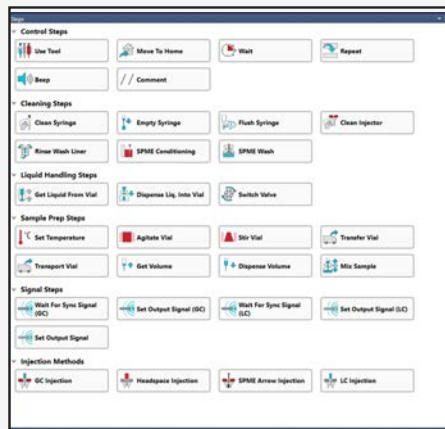 Steps
Control Steps
Use Tool
Move To Home
Wait
Repeat
Beep
// Comment
Cleaning Steps
Clean Syringe
Empty Syringe
Flush Syringe
Clean Injector
Rinse Wash Liner
SPME Conditioning
SPME Wash
Liquid Handling Steps
Get Liquid From Vial
Dispense Liq. Into Vial
Switch Valve
Sample Prep Steps
°C Set Temperature
Agitate Vial
Stir Vial
Transfer Vial
Transport Vial
Get Volume
Dispense Volume
Mix Sample
Signal Steps
Wait For Sync Signal
(GC)
Set Output Signal (GC)
Wait For Sync Signal
(LC)
Set Output Signal (LC)
Set Output Signal
Injection Methods
GC Injection
Headspace Injection
SPME Arrow Injection
LC Injection